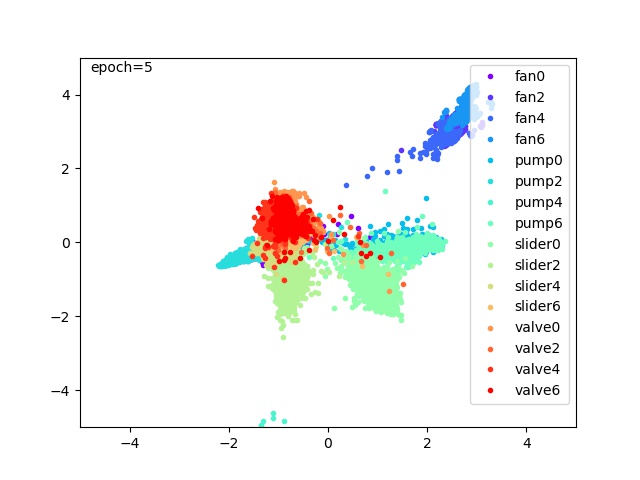 epoch=5
4
2
0
−2
−4
−4
−2
0
2
4
fan0
fan2
fan4
fan6
pump0
pump2
pump4
pump6
slider0
slider2
slider4
slider6
valve0
valve2
valve4
valve6